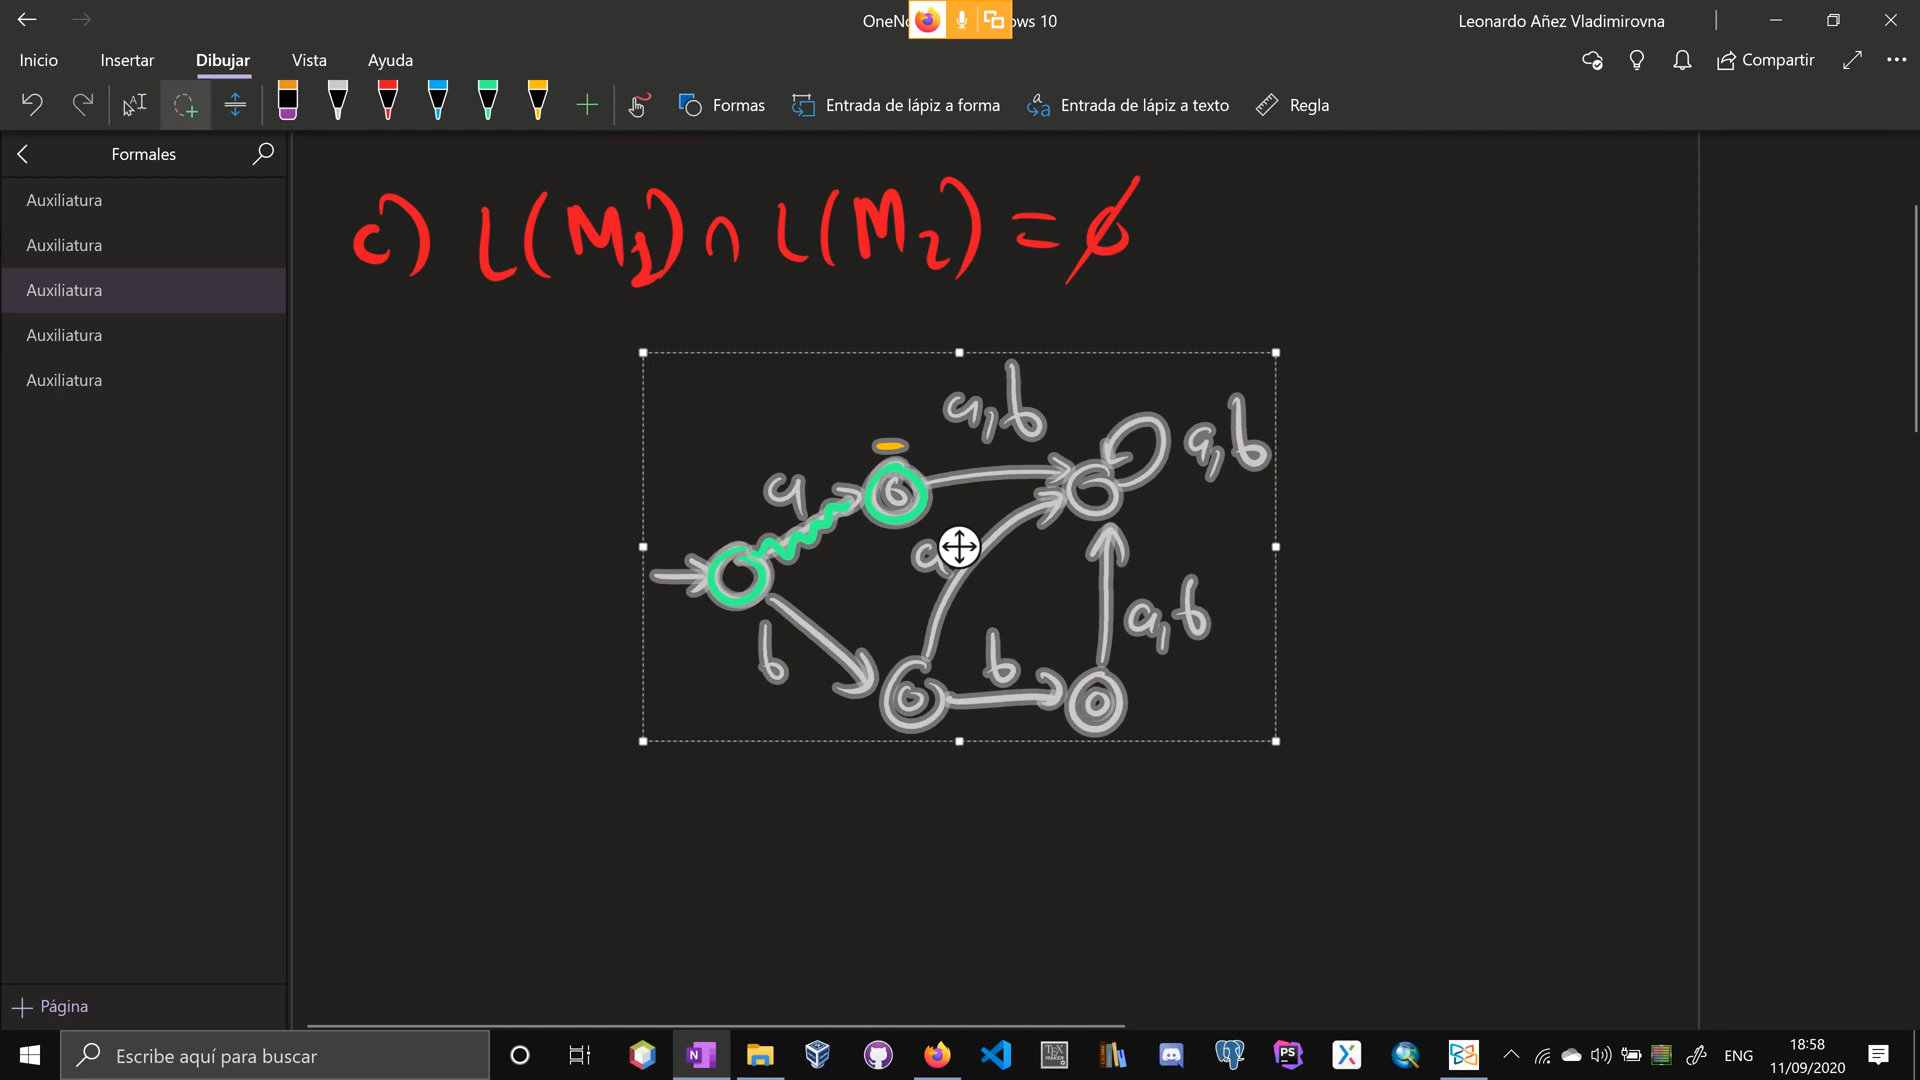 OneNo
ows 10
Leonardo Añez Vladimirovna
Inicio
Insertar
Dibujar
Vista
Ayuda
Compartir
Formas
Entrada de lápiz a forma
Entrada de lápiz a texto
Regla
Formales
Auxiliatura
Auxiliatura
Auxiliatura
Auxiliatura
Auxiliatura
c) L(M1) ∩ L(M2) = ∅
a,b
a,b
a
a
b
b
a,b
Página
Escribe aquí para buscar
ENG
18:58
11/09/2020